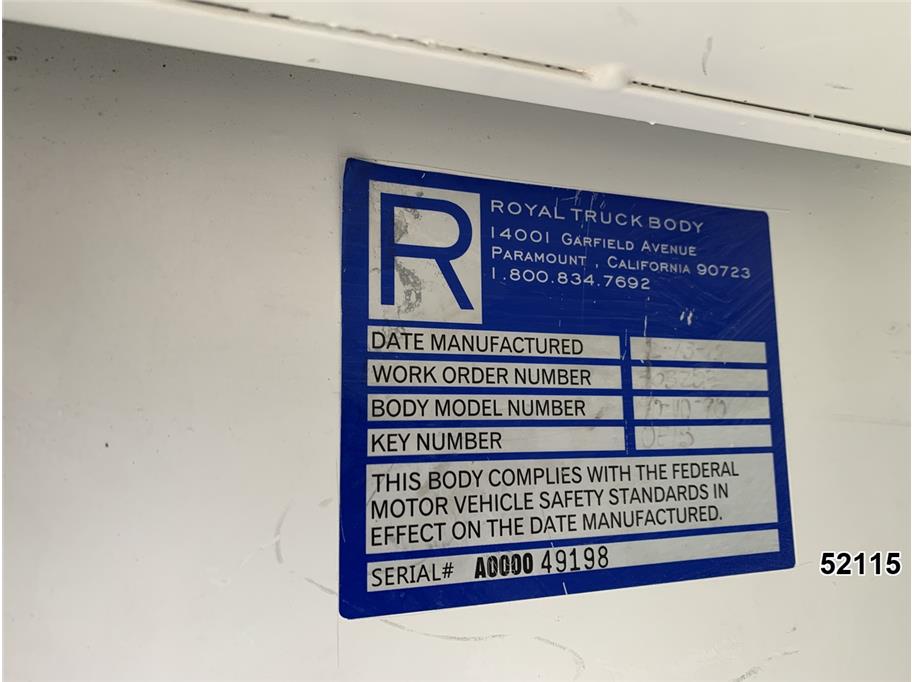 R
ROYAL TRUCK BODY
14001 GARFIELD AVENUE
PARAMOUNT , CALIFORNIA 90723
1.800.834.7692
DATE MANUFACTURED
WORK ORDER NUMBER
BODY MODEL NUMBER
KEY NUMBER
THIS BODY COMPLIES WITH THE FEDERAL
MOTOR VEHICLE SAFETY STANDARDS IN
EFFECT ON THE DATE MANUFACTURED.
SERIAL# A0000 49198
52115